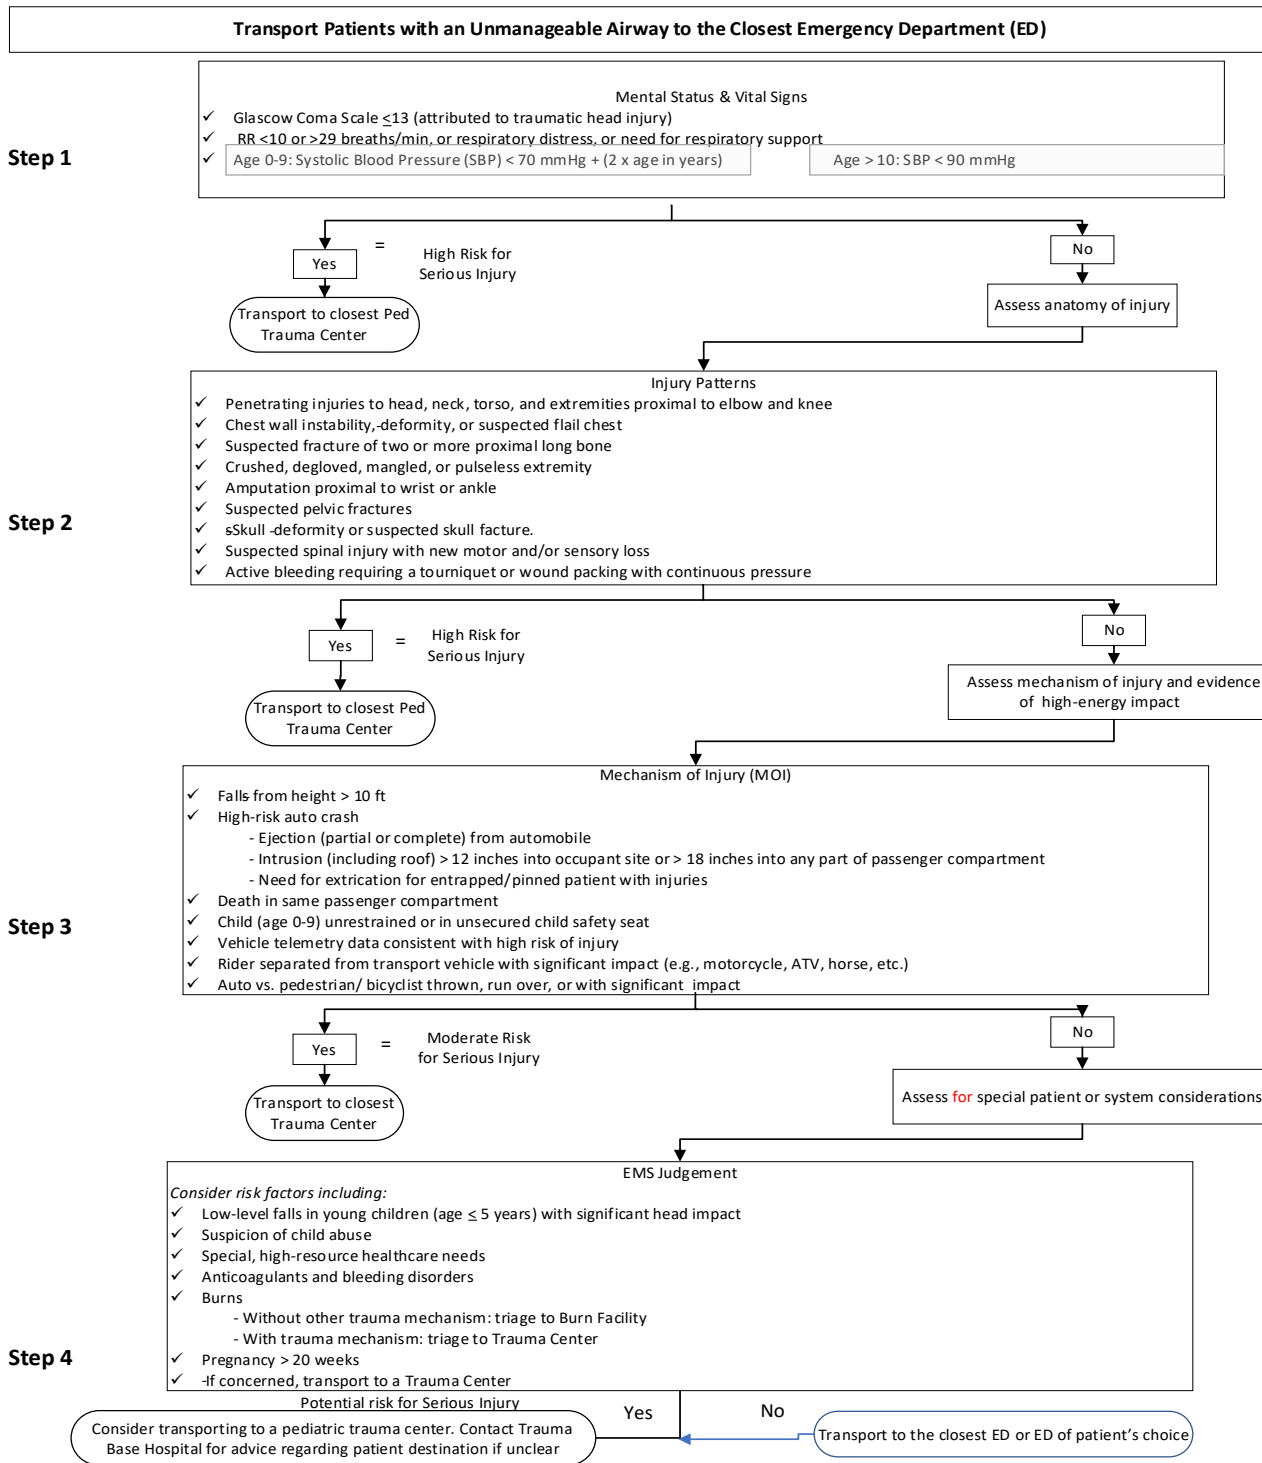 Transport Patients with an Unmanageable Airway to the Closest Emergency Department (ED)
Step 1
Mental Status & Vital Signs
✓ Glascow Coma Scale ≤13 (attributed to traumatic head injury)
✓ RR <10 or >29 breaths/min, or respiratory distress, or need for respiratory support
✓ Age 0-9: Systolic Blood Pressure (SBP) < 70 mmHg + (2 x age in years) Age > 10: SBP < 90 mmHg
Yes
=
High Risk for
Serious Injury
No
Transport to closest Ped
Trauma Center
Assess anatomy of injury
Step 2
Injury Patterns
✓ Penetrating injuries to head, neck, torso, and extremities proximal to elbow and knee
✓ Chest wall instability,-deformity, or suspected flail chest
✓ Suspected fracture of two or more proximal long bone
✓ Crushed, degloved, mangled, or pulseless extremity
✓ Amputation proximal to wrist or ankle
✓ Suspected pelvic fractures
✓ sSkull -deformity or suspected skull facture.
✓ Suspected spinal injury with new motor and/or sensory loss
✓ Active bleeding requiring a tourniquet or wound packing with continuous pressure
Yes
=
High Risk for
Serious Injury
No
Transport to closest Ped
Trauma Center
Assess mechanism of injury and evidence
of high-energy impact
Step 3
Mechanism of Injury (MOI)
✓ Falls from height > 10 ft
✓ High-risk auto crash
- Ejection (partial or complete) from automobile
- Intrusion (including roof) > 12 inches into occupant site or > 18 inches into any part of passenger compartment
- Need for extrication for entrapped/pinned patient with injuries
✓ Death in same passenger compartment
✓ Child (age 0-9) unrestrained or in unsecured child safety seat
✓ Vehicle telemetry data consistent with high risk of injury
✓ Rider separated from transport vehicle with significant impact (e.g., motorcycle, ATV, horse, etc.)
✓ Auto vs. pedestrian/ bicyclist thrown, run over, or with significant impact
Yes
=
Moderate Risk
for Serious Injury
No
Transport to closest
Trauma Center
Assess for special patient or system considerations
Step 4
EMS Judgement
Consider risk factors including:
✓ Low-level falls in young children (age ≤ 5 years) with significant head impact
✓ Suspicion of child abuse
✓ Special, high-resource healthcare needs
✓ Anticoagulants and bleeding disorders
✓ Burns
- Without other trauma mechanism: triage to Burn Facility
- With trauma mechanism: triage to Trauma Center
✓ Pregnancy > 20 weeks
✓ -If concerned, transport to a Trauma Center
Potential risk for Serious Injury
Yes
No
Consider transporting to a pediatric trauma center. Contact Trauma
Base Hospital for advice regarding patient destination if unclear
Transport to the closest ED or ED of patient's choice